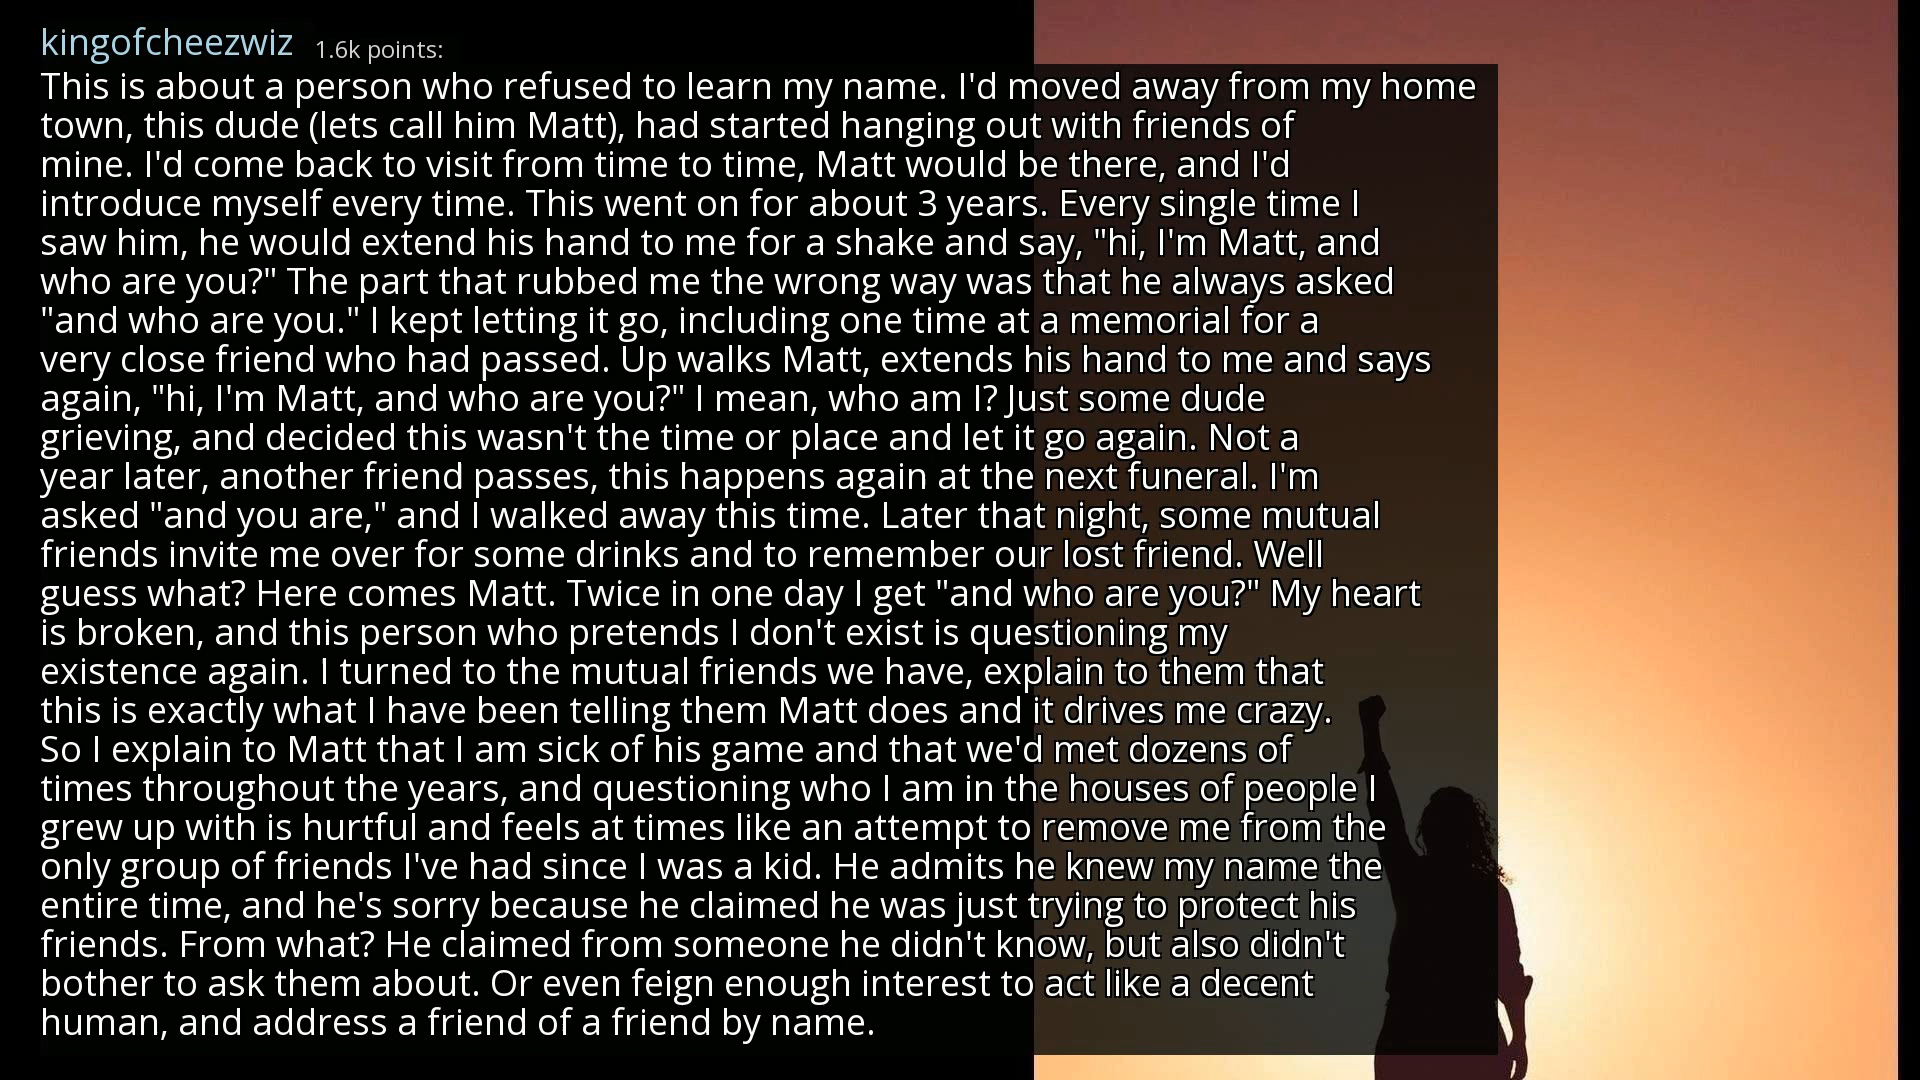 kingofcheezwiz 1.6k points:
This is about a person who refused to learn my name. I'd moved away from my home
town, this dude (lets call him Matt), had started hanging out with friends of
mine. I'd come back to visit from time to time, Matt would be there, and I'd
introduce myself every time. This went on for about 3 years. Every single time I
saw him, he would extend his hand to me for a shake and say, "hi, I'm Matt, and
who are you?" The part that rubbed me the wrong way was that he always asked
"and who are you." I kept letting it go, including one time at a memorial for a
very close friend who had passed. Up walks Matt, extends his hand to me and says
again, "hi, I'm Matt, and who are you?" I mean, who am I? Just some dude
grieving, and decided this wasn't the time or place and let it go again. Not a
year later, another friend passes, this happens again at the next funeral. I'm
asked "and you are," and I walked away this time. Later that night, some mutual
friends invite me over for some drinks and to remember our lost friend. Well
guess what? Here comes Matt. Twice in one day I get "and who are you?" My heart
is broken, and this person who pretends I don't exist is questioning my
existence again. I turned to the mutual friends we have, explain to them that
this is exactly what I have been telling them Matt does and it drives me crazy.
So I explain to Matt that I am sick of his game and that we'd met dozens of
times throughout the years, and questioning who I am in the houses of people I
grew up with is hurtful and feels at times like an attempt to remove me from the
only group of friends I've had since I was a kid. He admits he knew my name the
entire time, and he's sorry because he claimed he was just trying to protect his
friends. From what? He claimed from someone he didn't know, but also didn't
bother to ask them about. Or even feign enough interest to act like a decent
human, and address a friend of a friend by name.